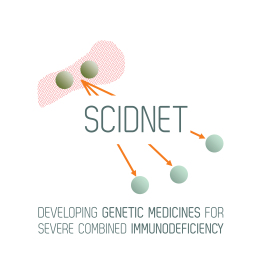 SCIDNET
DEVELOPING GENETIC MEDICINES FOR
SEVERE COMBINED IMMUNODEFICIENCY